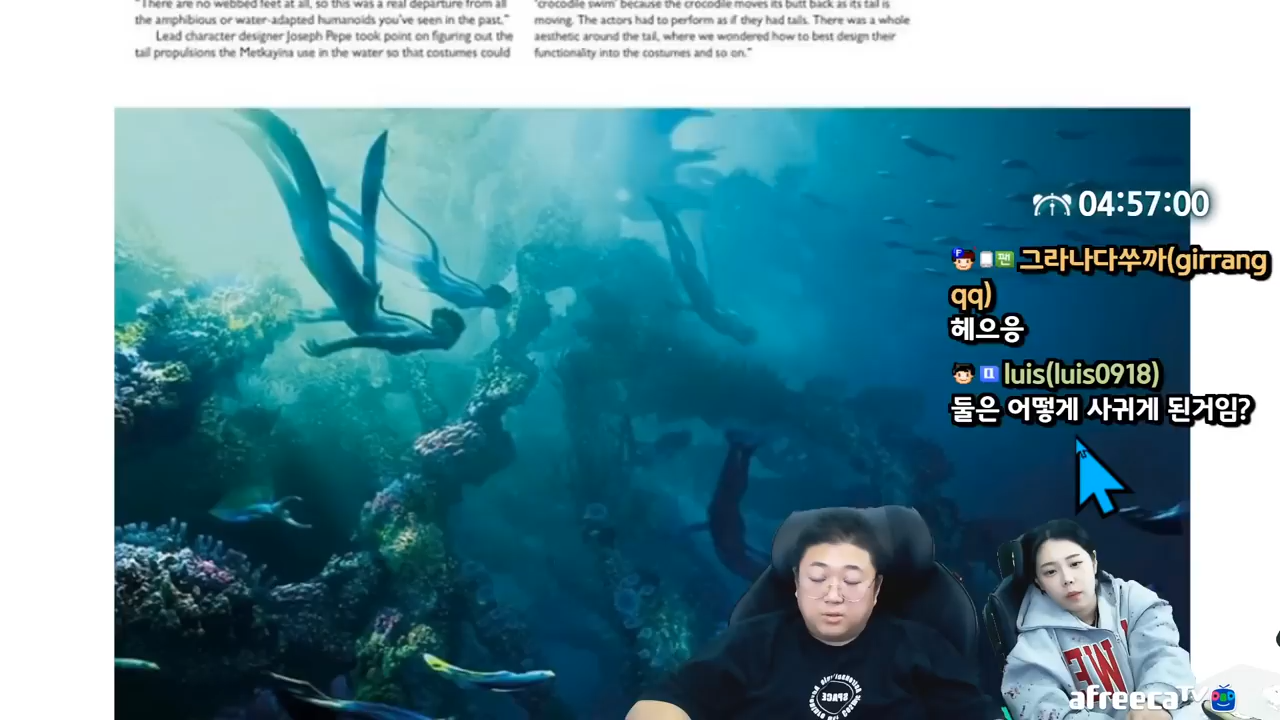 "There are no webbed feet at all, so this was a real departure from all
the amphibious or water-adapted humanoids you've seen in the past."
Lead character designer Joseph Pepe took point on figuring out the
tail propulsions the Metkayina use in the water so that costumes could
'crocodile swim' because the crocodile moves its butt back as its tail is
moving. The actors had to perform as if they had tails. There was a whole
aesthetic around the tail, where we wondered how to best design their
functionality into the costumes and so on."
04:57:00
팬 그라나다쑤까(girrang
qq)
헤으응
luis(luis0918)
둘은 어떻게 사귀게 된거임?
SPACE
WE
afreecaTV